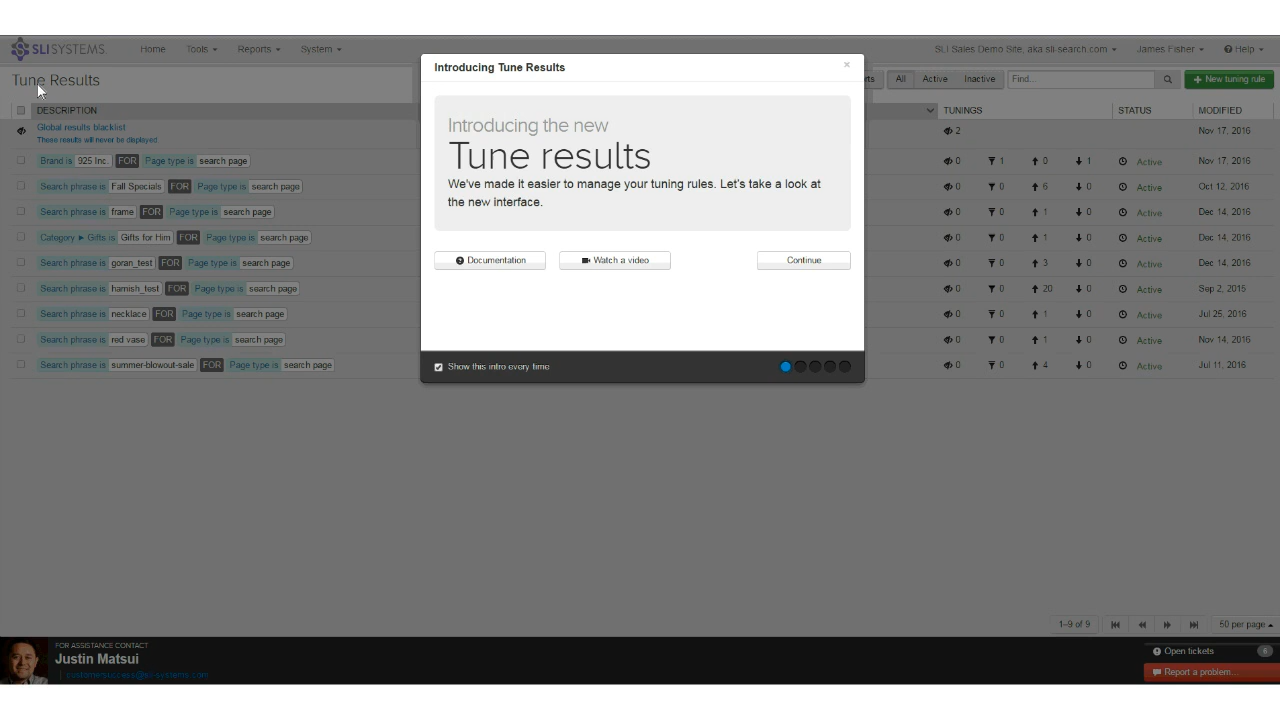 SLI SYSTEMS
Home
Tools
Reports
System
SLI Sales Demo Site, aka sli-search.com
James Fisher
Help
Tune Results
All
Active
Inactive
Find...
New tuning rule
DESCRIPTION
TUNINGS
STATUS
MODIFIED
Global results blacklist
These results will never be displayed
2
Nov 17, 2016
Brand is 925 Inc. FOR Page type is search page
0 1 0 1 Active Nov 17, 2016
Search phrase is Fall Specials FOR Page type is search page
0 0 6 0 Active Oct 12, 2016
Search phrase is frame FOR Page type is search page
0 0 1 0 Active Dec 14, 2016
Category ► Gifts is Gifts for Him FOR Page type is search page
0 0 1 0 Active Dec 14, 2016
Search phrase is goran_test FOR Page type is search page
0 0 3 0 Active Dec 14, 2016
Search phrase is hamish_test FOR Page type is search page
0 0 20 0 Active Sep 2, 2015
Search phrase is necklace FOR Page type is search page
0 0 1 0 Active Jul 25, 2016
Search phrase is red vase FOR Page type is search page
0 0 1 0 Active Nov 14, 2016
Search phrase is summer-blowout-sale FOR Page type is search page
0 0 4 0 Active Jul 11, 2016
Introducing Tune Results
×
Introducing the new
Tune results
We've made it easier to manage your tuning rules. Let's take a look at
the new interface.
Documentation
Watch a video
Continue
Show this intro every time
1–9 of 9
50 per page
FOR ASSISTANCE CONTACT
Justin Matsui
Open tickets 6
Report a problem...